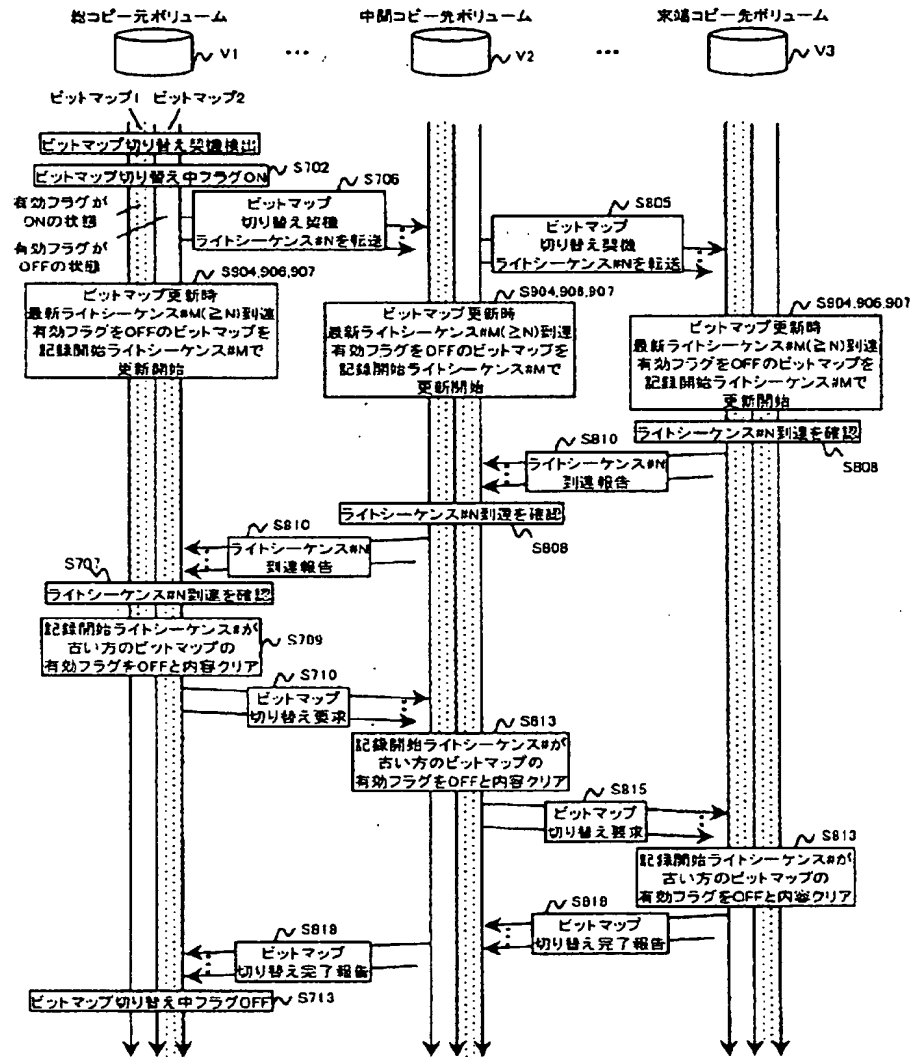 総コピー元ボリューム
中間コピー先ボリューム
末端コピー先ボリューム
V1
...
V2
...
V3
ビットマップ1 ビットマップ2
ビットマップ切り替え契機検出
ビットマップ切り替え中フラグON
S702
有効フラグが
ONの状態
有効フラグが
OFFの状態
S706
ビットマップ
切り替え契機
ライトシーケンス#Nを転送
S805
ビットマップ
切り替え契機
ライトシーケンス#Nを転送
S904,906,907
ビットマップ更新時
最新ライトシーケンス#M(≧N)到達
有効フラグをOFFのビットマップを
記録開始ライトシーケンス#Mで
更新開始
S904,906,907
ビットマップ更新時
最新ライトシーケンス#M(≧N)到達
有効フラグをOFFのビットマップを
記録開始ライトシーケンス#Mで
更新開始
S904,906,907
ビットマップ更新時
最新ライトシーケンス#M(≧N)到達
有効フラグをOFFのビットマップを
記録開始ライトシーケンス#Mで
更新開始
ライトシーケンス#N到達を確認
S808
S810
ライトシーケンス#N
到達報告
ライトシーケンス#N到達を確認
S808
S810
ライトシーケンス#N
到達報告
S707
ライトシーケンス#N到達を確認
記録開始ライトシーケンス#が
古い方のビットマップの
有効フラグをOFFと内容クリア
S709
S710
ビットマップ
切り替え要求
S813
記録開始ライトシーケンス#が
古い方のビットマップの
有効フラグをOFFと内容クリア
S815
ビットマップ
切り替え要求
S813
記録開始ライトシーケンス#が
古い方のビットマップの
有効フラグをOFFと内容クリア
S818
ビットマップ
切り替え完了報告
S818
ビットマップ
切り替え完了報告
ビットマップ切り替え中フラグOFF
S713